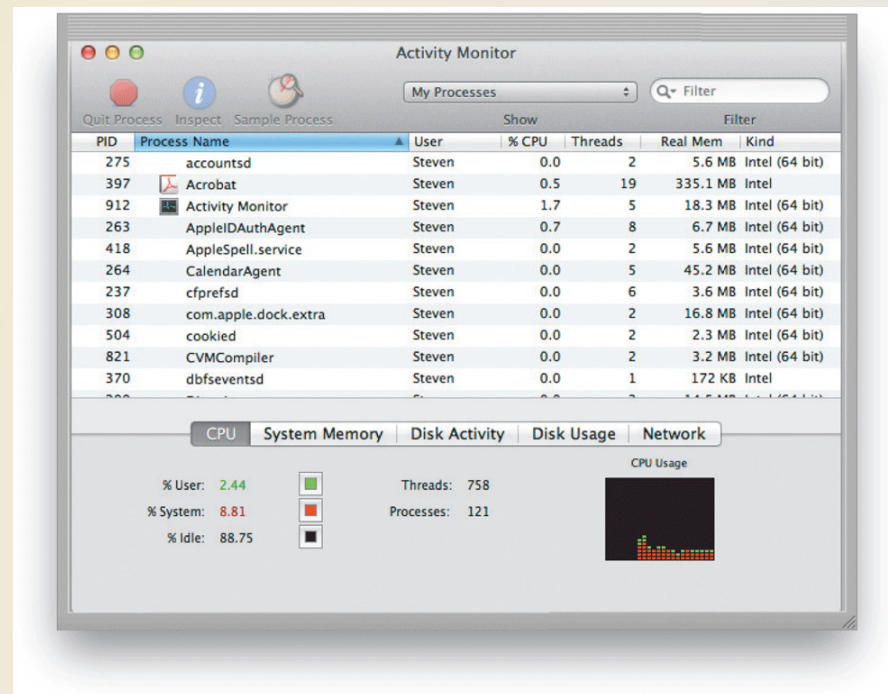 Activity Monitor
My Processes Filter
Quit Process Inspect Sample Process Show Filter
PID Process Name User % CPU Threads Real Mem Kind
275 accountsd Steven 0.0 2 5.6 MB Intel (64 bit)
397 Acrobat Steven 0.5 19 335.1 MB Intel
912 Activity Monitor Steven 1.7 5 18.3 MB Intel (64 bit)
263 AppleIDAuthAgent Steven 0.7 8 6.7 MB Intel (64 bit)
418 AppleSpell.service Steven 0.0 2 5.6 MB Intel (64 bit)
264 CalendarAgent Steven 0.0 5 45.2 MB Intel (64 bit)
237 cfprefsd Steven 0.0 6 3.6 MB Intel (64 bit)
308 com.apple.dock.extra Steven 0.0 2 16.8 MB Intel (64 bit)
504 cookied Steven 0.0 2 2.3 MB Intel (64 bit)
821 CVMCompiler Steven 0.0 2 3.2 MB Intel (64 bit)
370 dbfseventsd Steven 0.0 1 172 KB Intel
CPU System Memory Disk Activity Disk Usage Network
CPU Usage
% User: 2.44 Threads: 758
% System: 8.81 Processes: 121
% Idle: 88.75